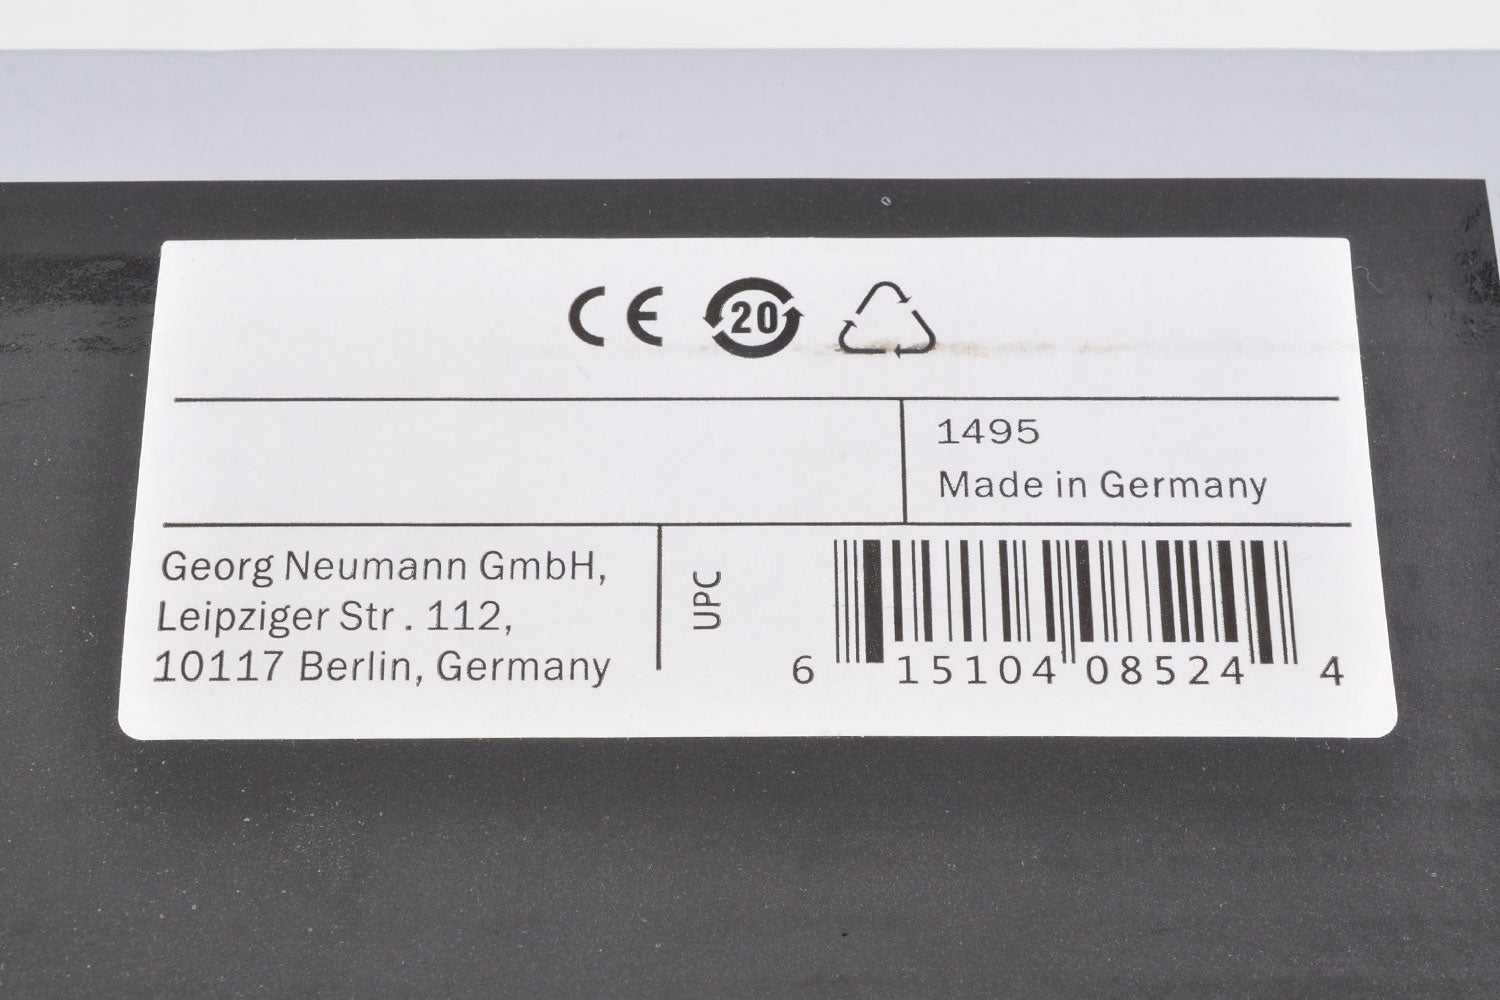 CE 20
1495
Made in Germany
Georg Neumann GmbH,
Leipziger Str . 112,
10117 Berlin, Germany
UPC
6 15104 08524 4